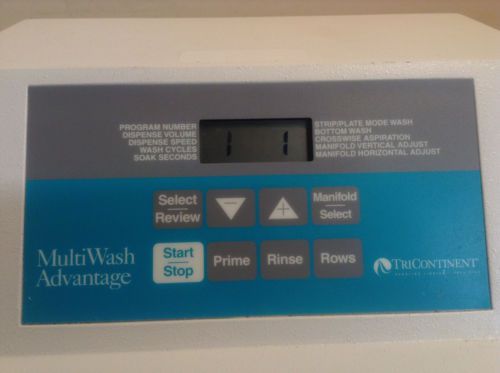 PROGRAM NUMBER
DISPENSE VOLUME
DISPENSE SPEED
WASH CYCLES
SOAK SECONDS
1 1
STRIP/PLATE MODE WASH
BOTTOM WASH
CROSSWISE ASPIRATION
MANIFOLD VERTICAL ADJUST
MANIFOLD HORIZONTAL ADJUST
Select
Review
−
+
Manifold
Select
MultiWash
Advantage
Start
Stop
Prime
Rinse
Rows
TRICONTINENT